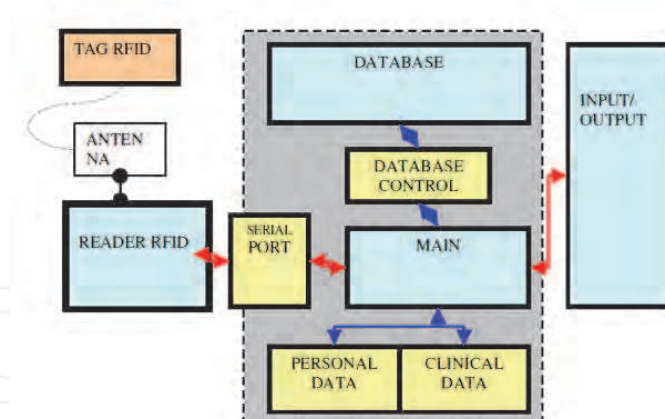 TAG RFID
ANTEN
NA
READER RFID
SERIAL
PORT
DATABASE
DATABASE
CONTROL
MAIN
PERSONAL
DATA
CLINICAL
DATA
INPUT/
OUTPUT